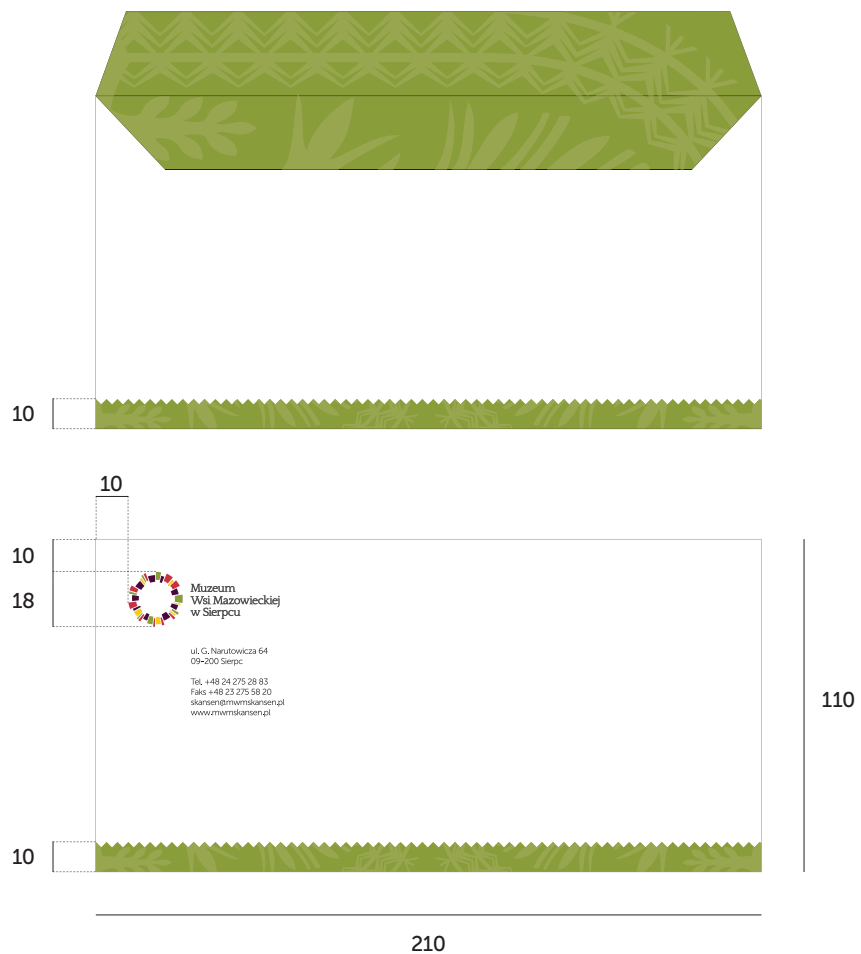 10
10
10
18
Muzeum
Wsi Mazowieckiej
w Sierpcu
ul. G. Narutowicza 64
09-200 Sierpc
Tel. +48 24 275 28 83
Faks +48 23 275 58 20
skansen@mwmskansen.pl
www.mwmskansen.pl
110
10
210